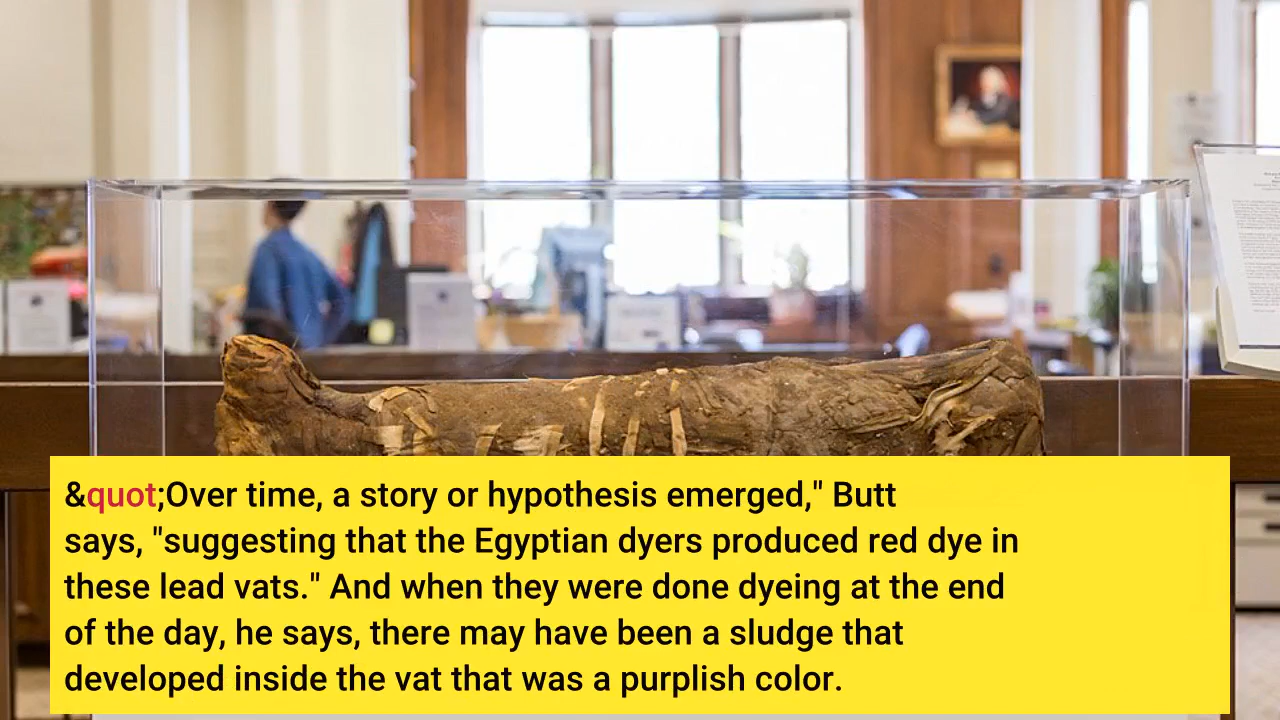 &quot;Over time, a story or hypothesis emerged," Butt
says, "suggesting that the Egyptian dyers produced red dye in
these lead vats." And when they were done dyeing at the end
of the day, he says, there may have been a sludge that
developed inside the vat that was a purplish color.